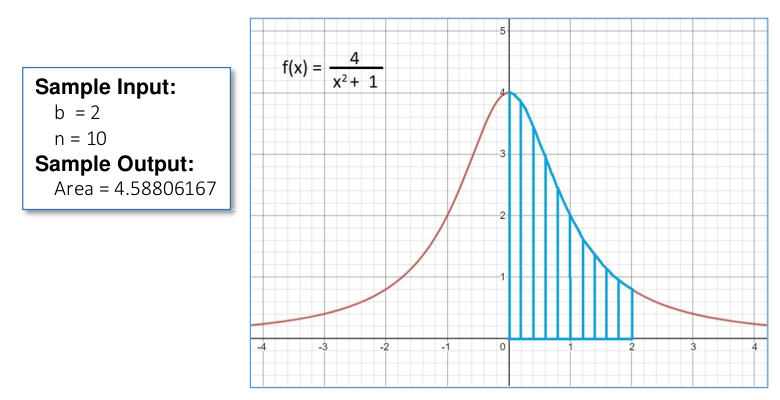 Sample Input:
b = 2
n = 10
Sample Output:
Area = 4.58806167
f(x) = 4
x² + 1
5
4
3
2
1
-4 -3 -2 -1 0 1 2 3 4